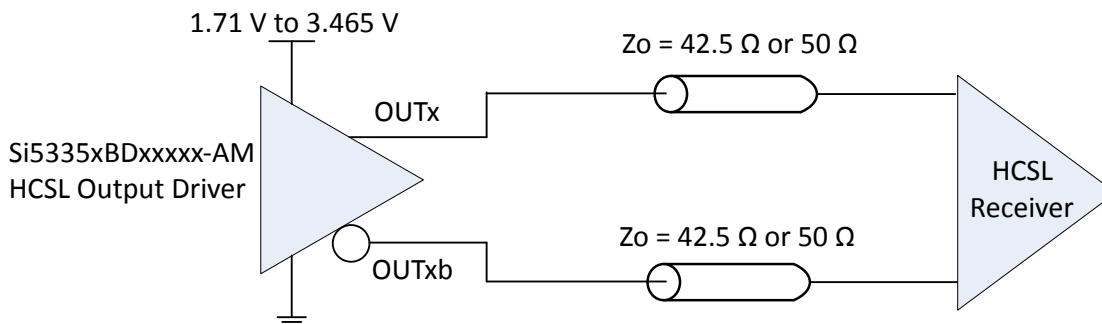 1.71 V to 3.465 V
Zo = 42.5 Ω or 50 Ω
OUTx
Si5335xBDxxxxx-AM
HCSL Output Driver
HCSL
Receiver
Zo = 42.5 Ω or 50 Ω
OUTxb